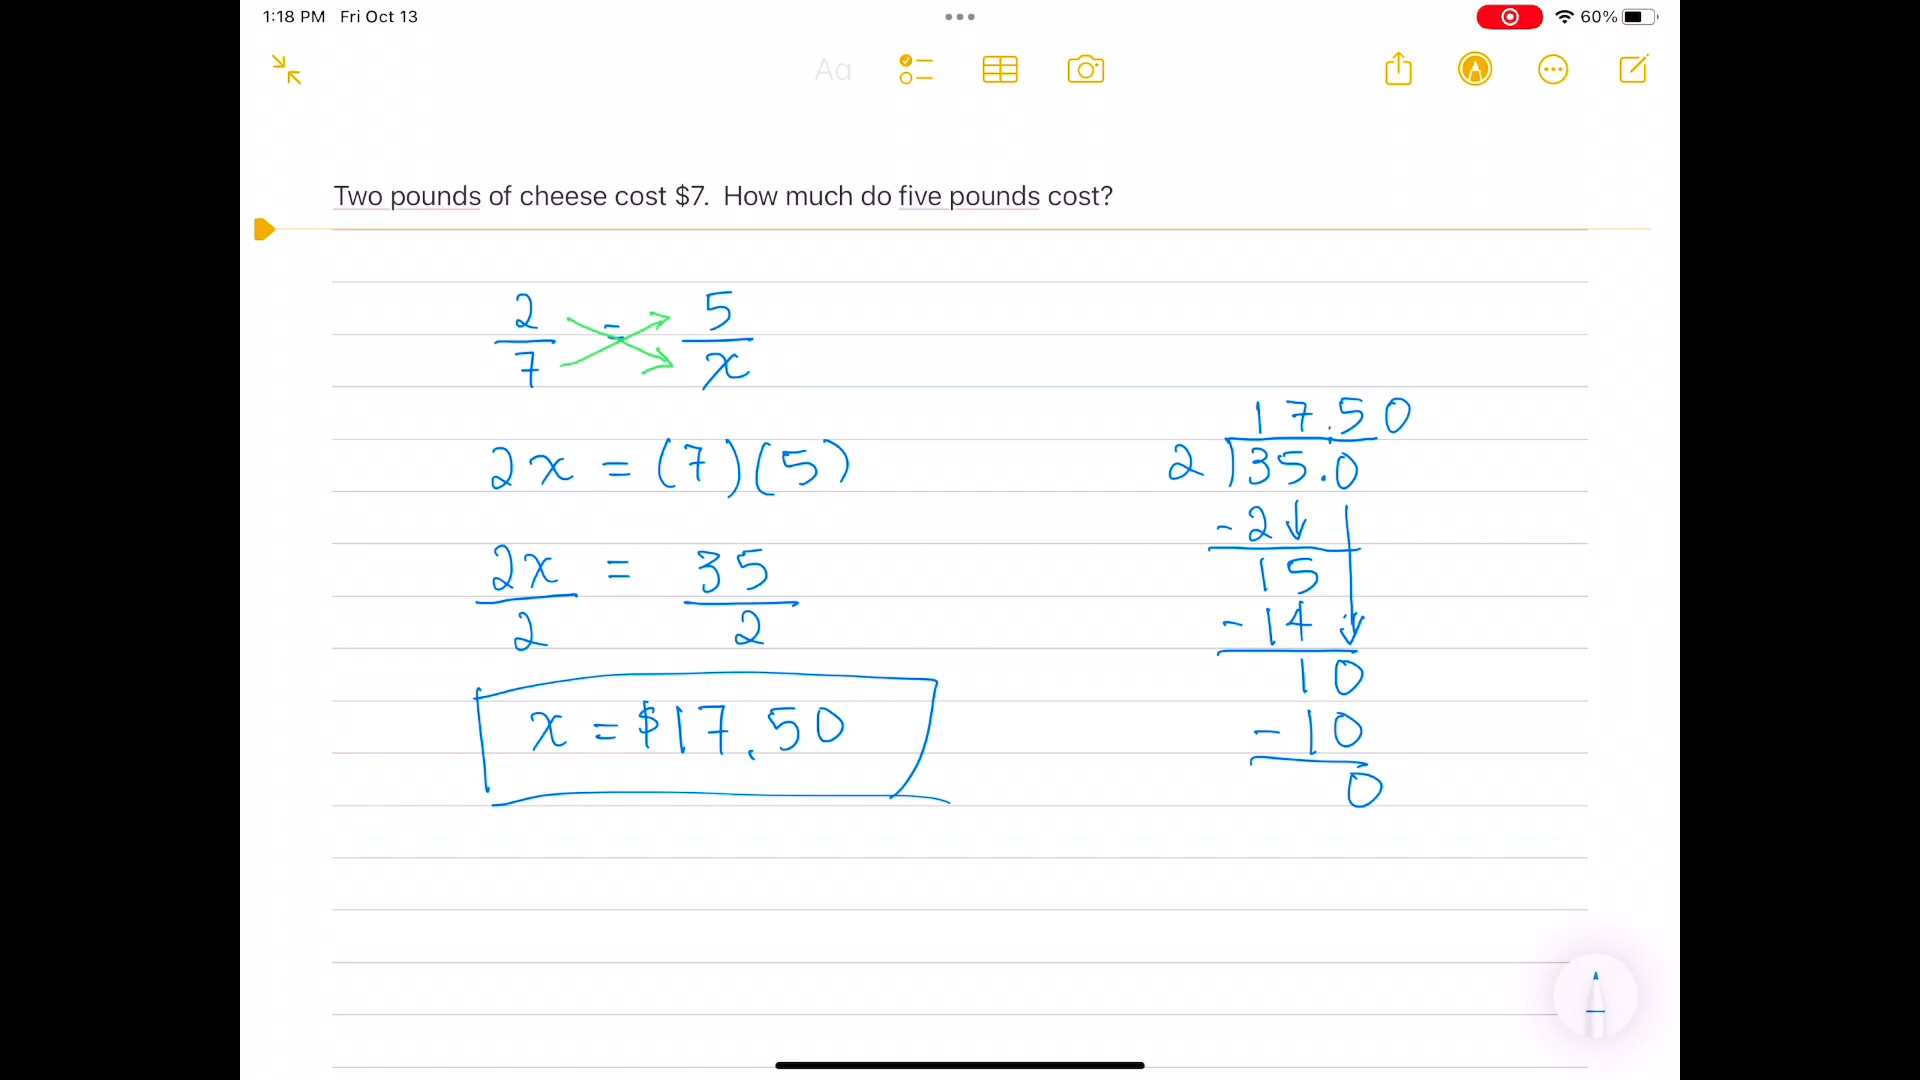 1:18 PM Fri Oct 13
60%
Aa
Two pounds of cheese cost $7. How much do five pounds cost?
2/7 = 5/x
2x = (7)(5)
2x/2 = 35/2
x = $17.50
17.50
2)35.0
-2
15
-14
10
-10
0